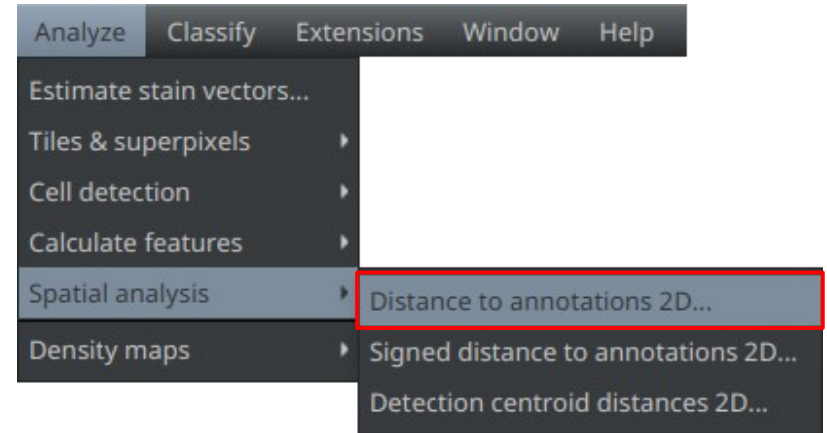 Analyze Classify Extensions Window Help
Estimate stain vectors...
Tiles & superpixels
Cell detection
Calculate features
Spatial analysis
Distance to annotations 2D...
Signed distance to annotations 2D...
Detection centroid distances 2D...
Density maps